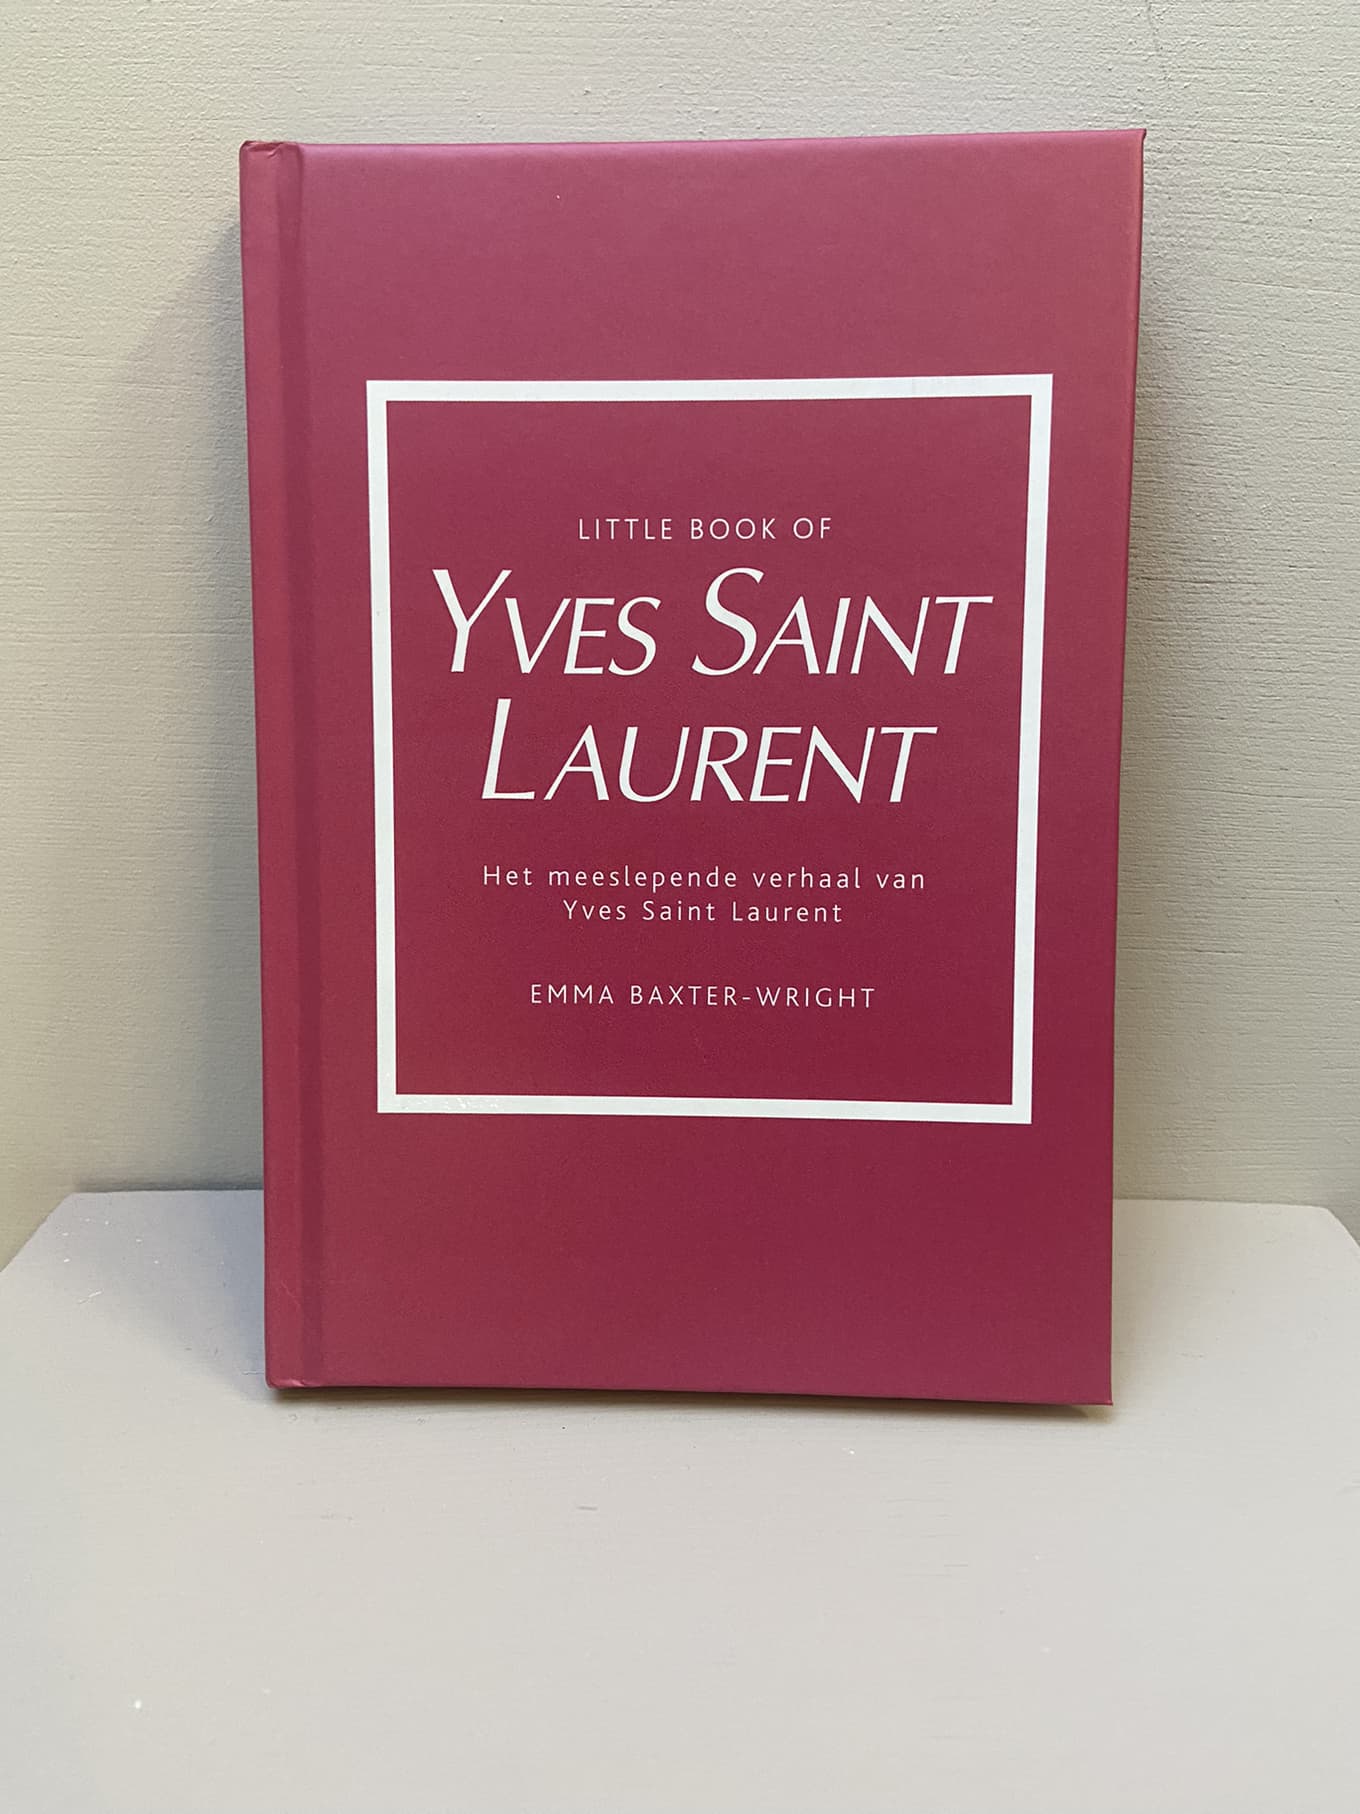 LITTLE BOOK OF
YVES SAINT
LAURENT
Het meeslepende verhaal van
Yves Saint Laurent
EMMA BAXTER-WRIGHT